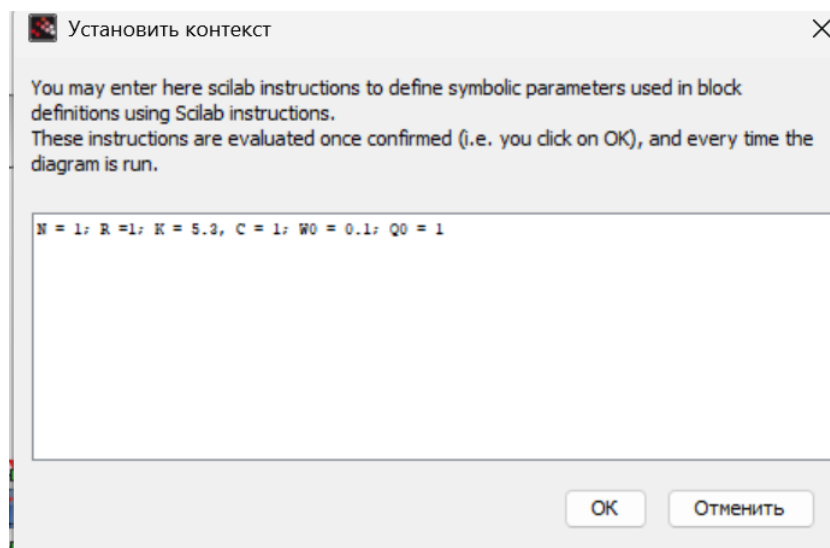 Установить контекст
You may enter here scilab instructions to define symbolic parameters used in block
definitions using Scilab instructions.
These instructions are evaluated once confirmed (i.e. you click on OK), and every time the
diagram is run.
N = 1; R =1; K = 5.3, C = 1; W0 = 0.1; Q0 = 1
OK
Отменить